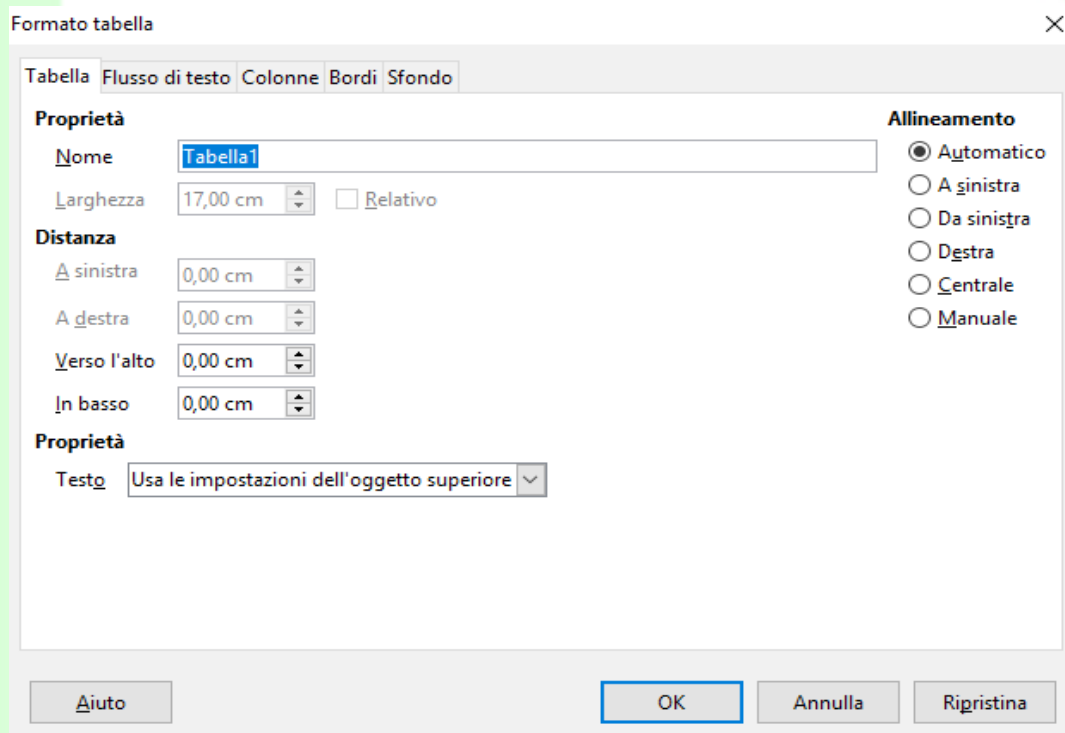 Formato tabella
Tabella Flusso di testo Colonne Bordi Sfondo
Proprietà
Nome Tabella1
Larghezza 17,00 cm Relativo
Distanza
A sinistra 0,00 cm
A destra 0,00 cm
Verso l'alto 0,00 cm
In basso 0,00 cm
Proprietà
Testo Usa le impostazioni dell'oggetto superiore
Allineamento
Automatico
A sinistra
Da sinistra
Destra
Centrale
Manuale
Aiuto OK Annulla Ripristina